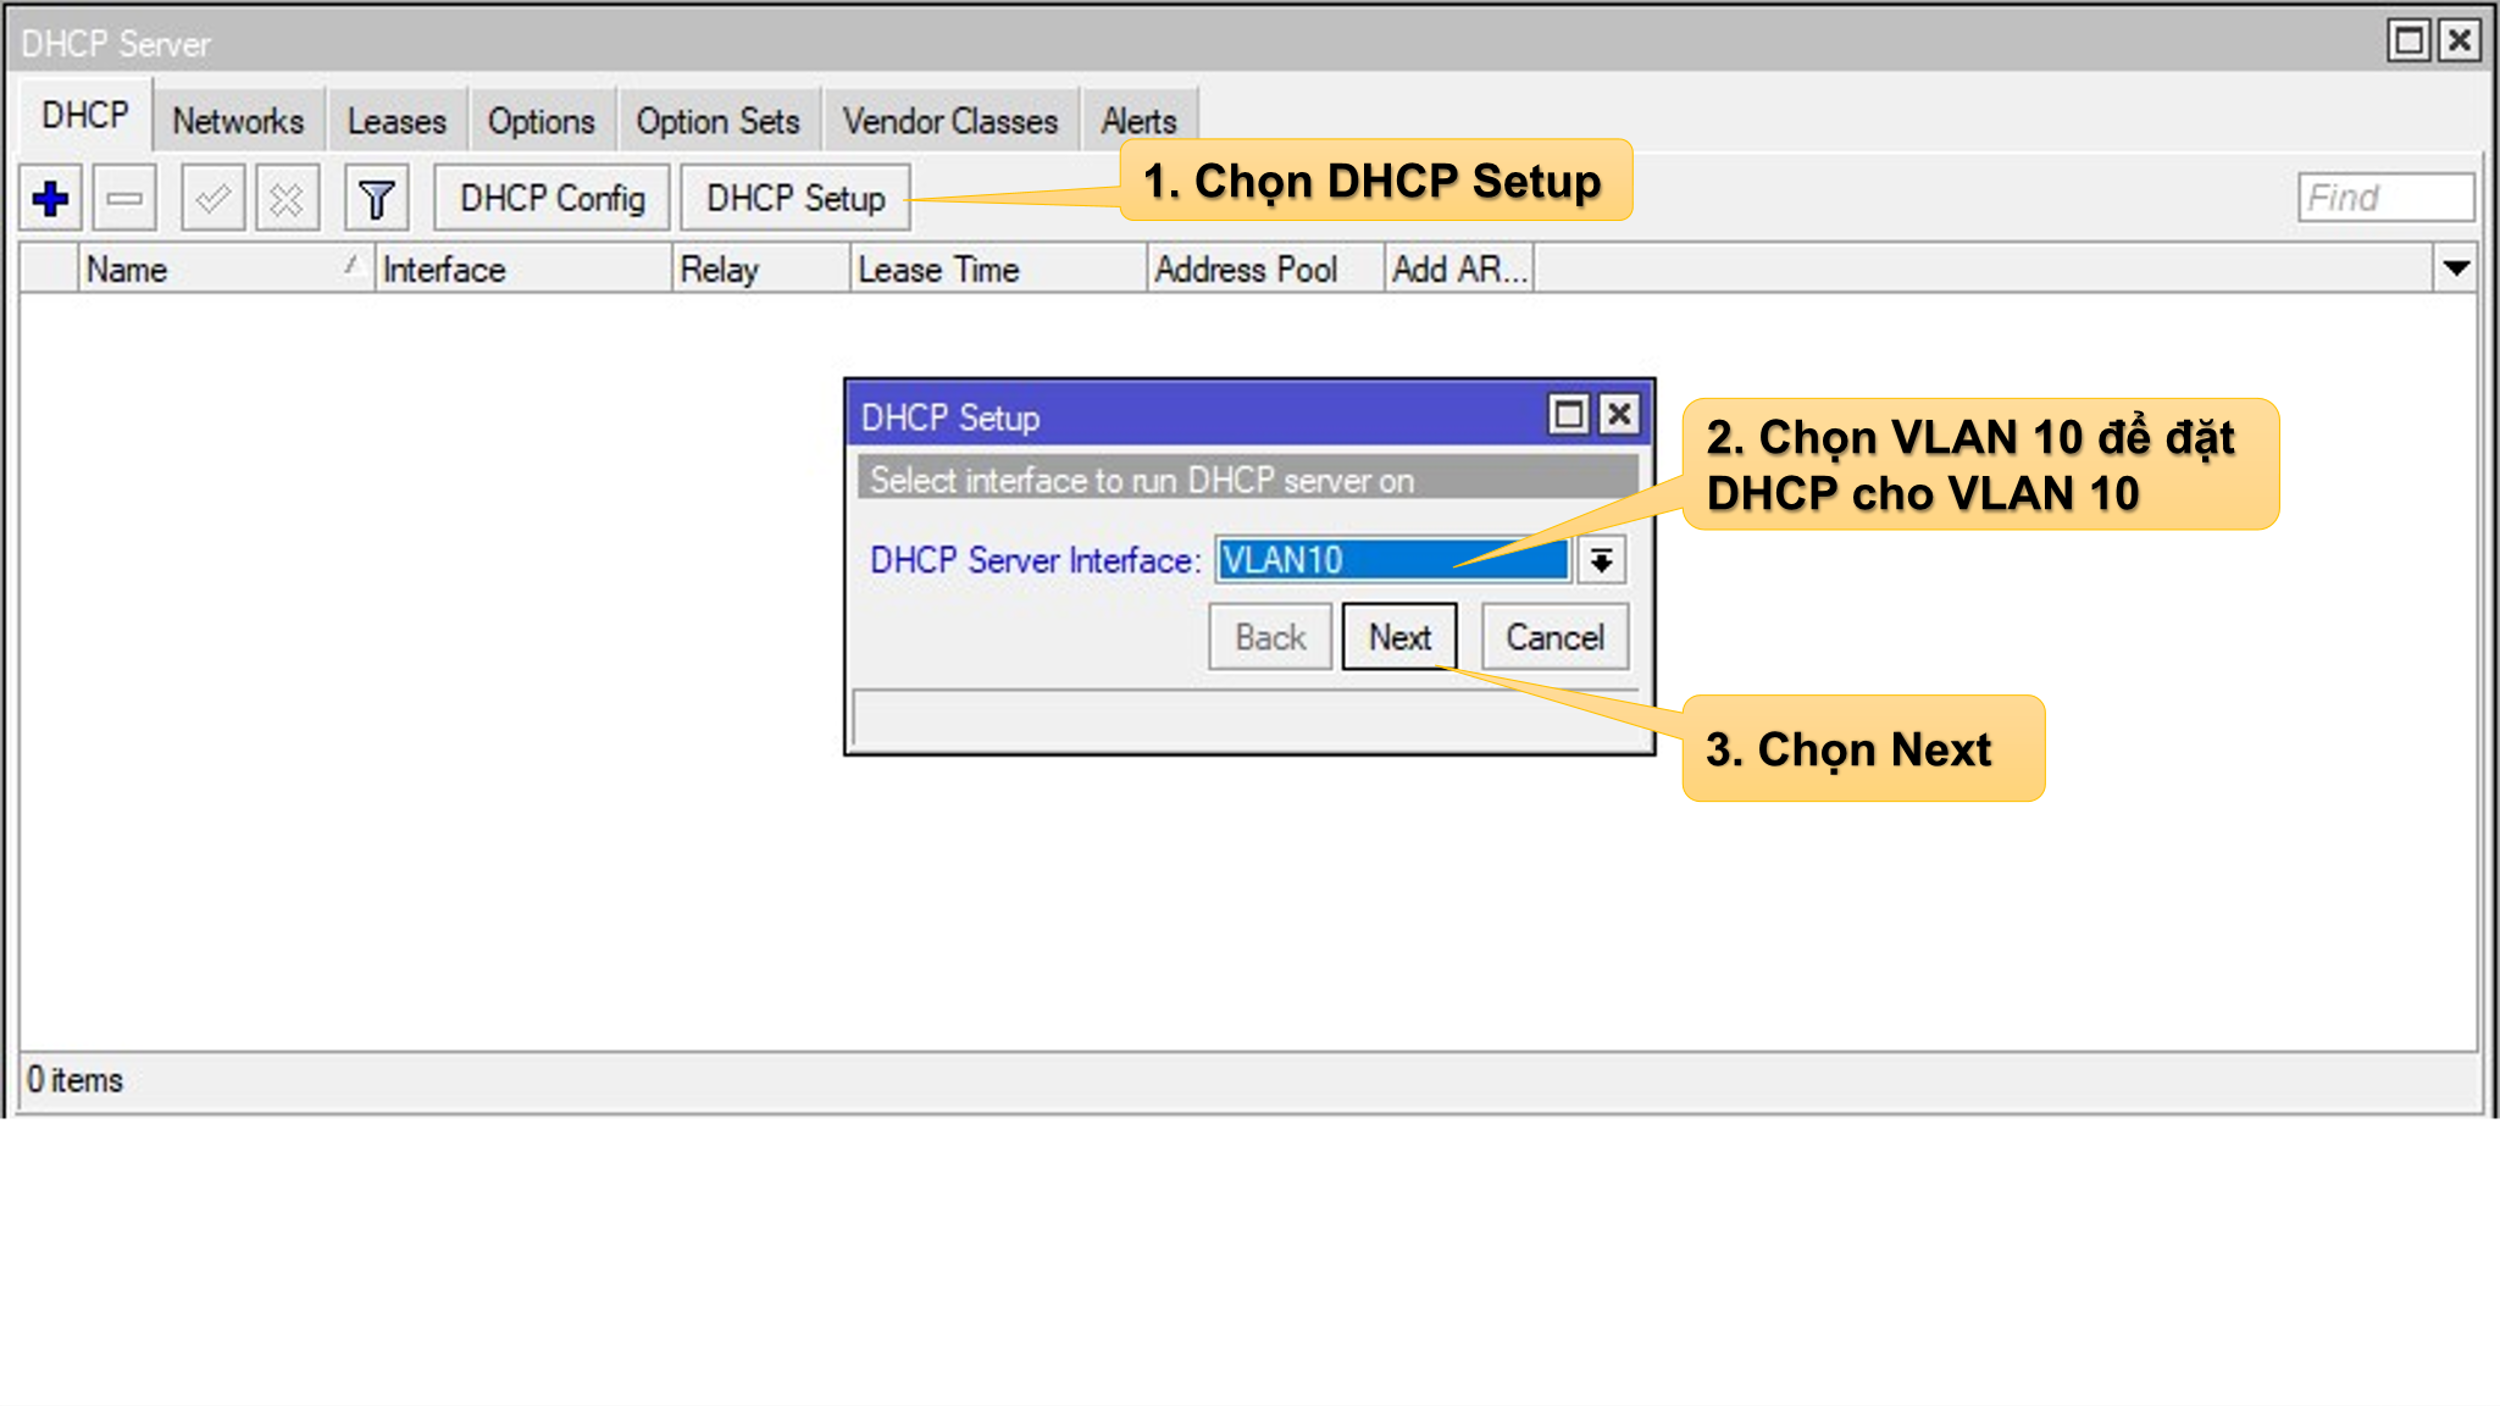 DHCP Server
DHCP Networks Leases Options Option Sets Vendor Classes Alerts
DHCP Config DHCP Setup Find
1. Chọn DHCP Setup
Name Interface Relay Lease Time Address Pool Add AR...
DHCP Setup
Select interface to run DHCP server on
DHCP Server Interface: VLAN10
Back Next Cancel
2. Chọn VLAN 10 để đặt
DHCP cho VLAN 10
3. Chọn Next
0 items